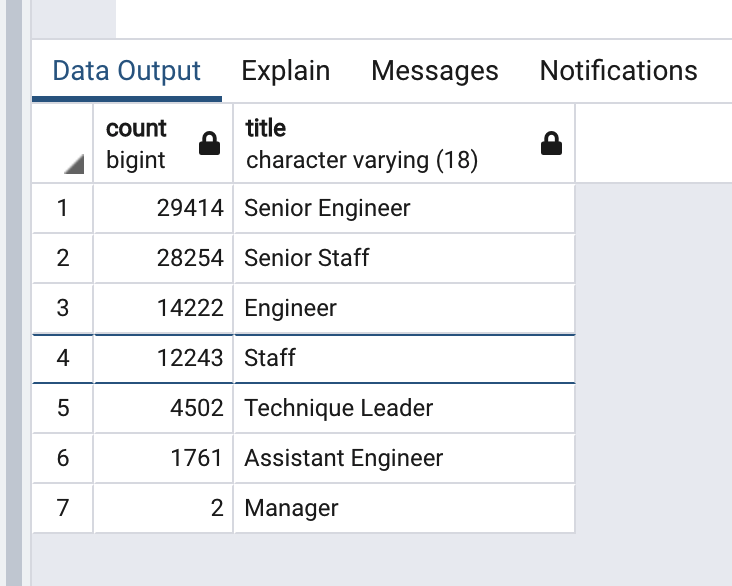 Data Output Explain Messages Notifications
count title
bigint character varying (18)
1 29414 Senior Engineer
2 28254 Senior Staff
3 14222 Engineer
4 12243 Staff
5 4502 Technique Leader
6 1761 Assistant Engineer
7 2 Manager